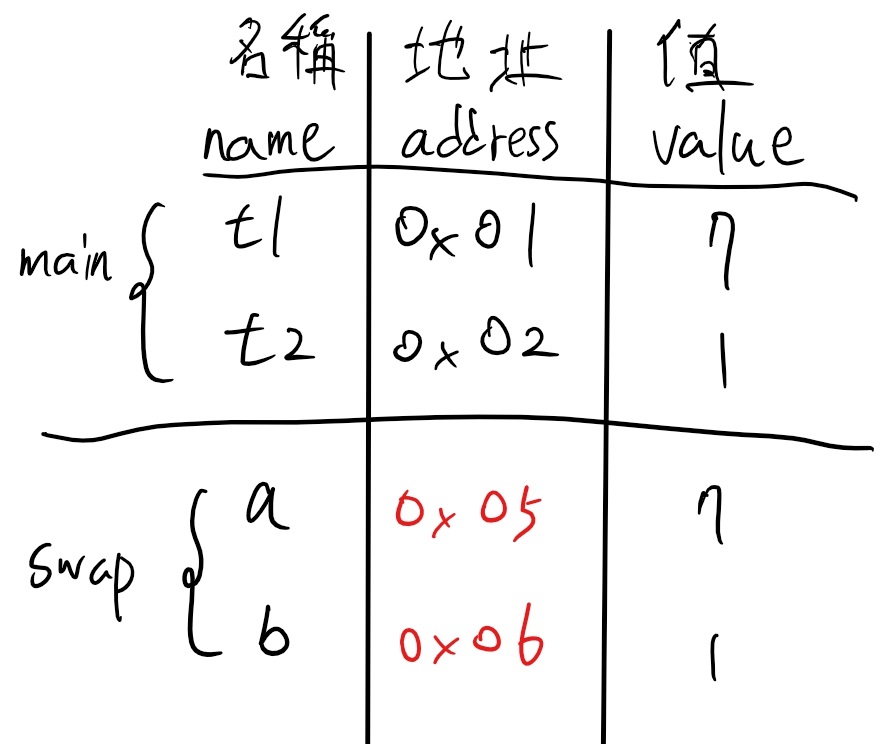 名稱 地址 值
name address value
main t1 0x01 7
t2 0x02 1
swap a 0x05 7
b 0x06 1